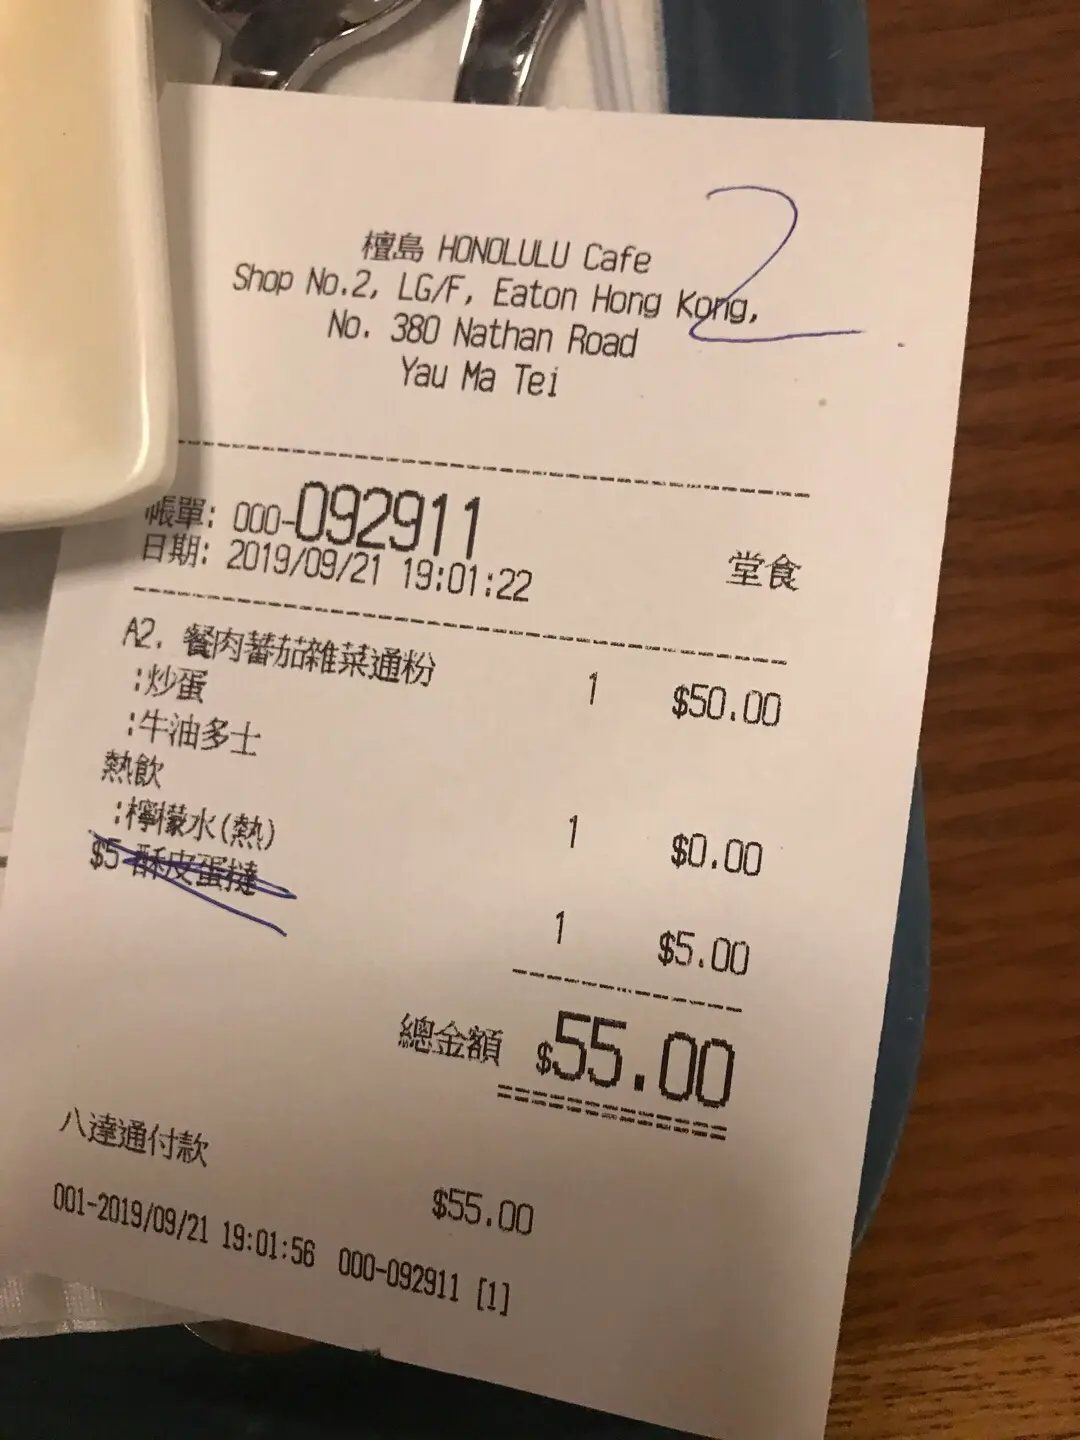 2
檀島 HONOLULU Cafe
Shop No.2, LG/F, Eaton Hong Kong,
No. 380 Nathan Road
Yau Ma Tei
帳單: 000-092911
日期: 2019/09/21 19:01:22 堂食
A2. 餐肉蕃茄雜菜通粉 1 $50.00
:炒蛋
:牛油多士
熱飲 1 $0.00
:檸檬水(熱)
$5 酥皮蛋撻 1 $5.00
總金額 $55.00
八達通付款 $55.00
001-2019/09/21 19:01:56 000-092911 [1]